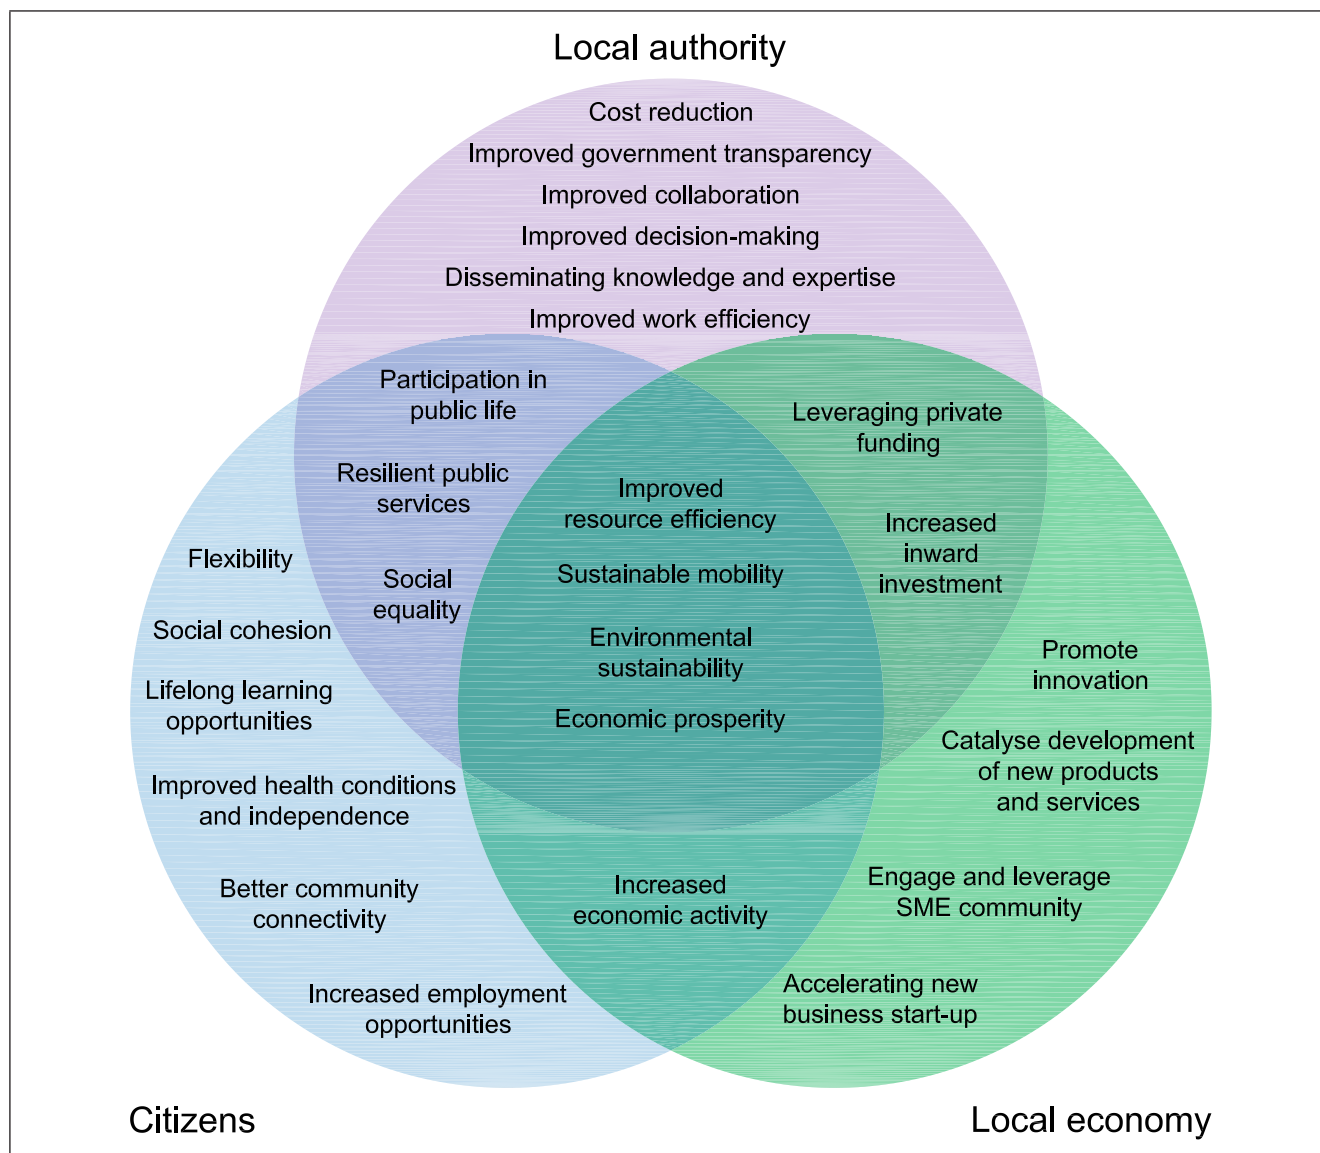 Local authority
Cost reduction
Improved government transparency
Improved collaboration
Improved decision-making
Disseminating knowledge and expertise
Improved work efficiency
Participation in
public life
Resilient public
services
Social
equality
Leveraging private
funding
Increased
inward
investment
Improved
resource efficiency
Sustainable mobility
Environmental
sustainability
Economic prosperity
Flexibility
Social cohesion
Lifelong learning
opportunities
Improved health conditions
and independence
Better community
connectivity
Increased employment
opportunities
Increased
economic activity
Promote
innovation
Catalyse development
of new products
and services
Engage and leverage
SME community
Accelerating new
business start-up
Citizens
Local economy